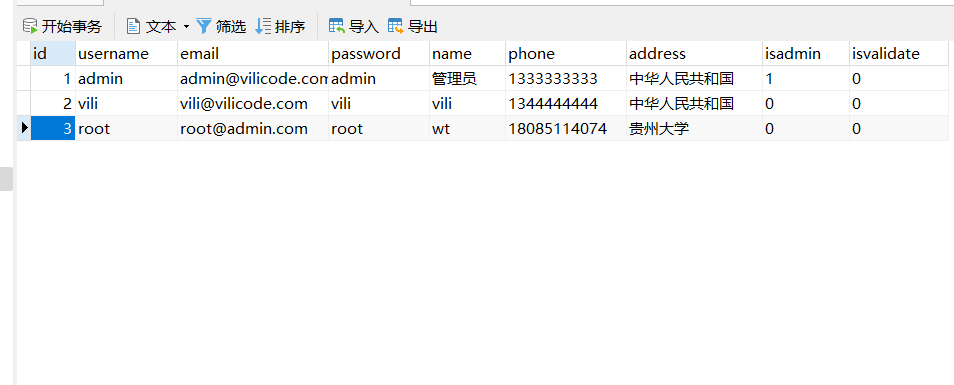 开始事务 文本 筛选 排序 导入 导出
id username email password name phone address isadmin isvalidate
1 admin admin@vilicode.com admin 管理员 1333333333 中华人民共和国 1 0
2 vili vili@vilicode.com vili vili 1344444444 中华人民共和国 0 0
3 root root@admin.com root wt 18085114074 贵州大学 0 0